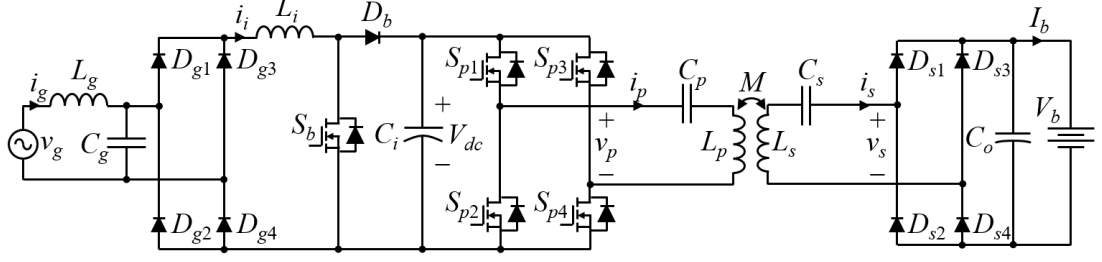 i_i L_i D_b I_b
D_g1 D_g3 S_p1 S_p3 C_p M C_s D_s1 D_s3
i_g L_g i_p i_s
v_g C_g S_b C_i + V_dc − + v_p − L_p L_s + v_s − C_o V_b
D_g2 D_g4 S_p2 S_p4 D_s2 D_s4